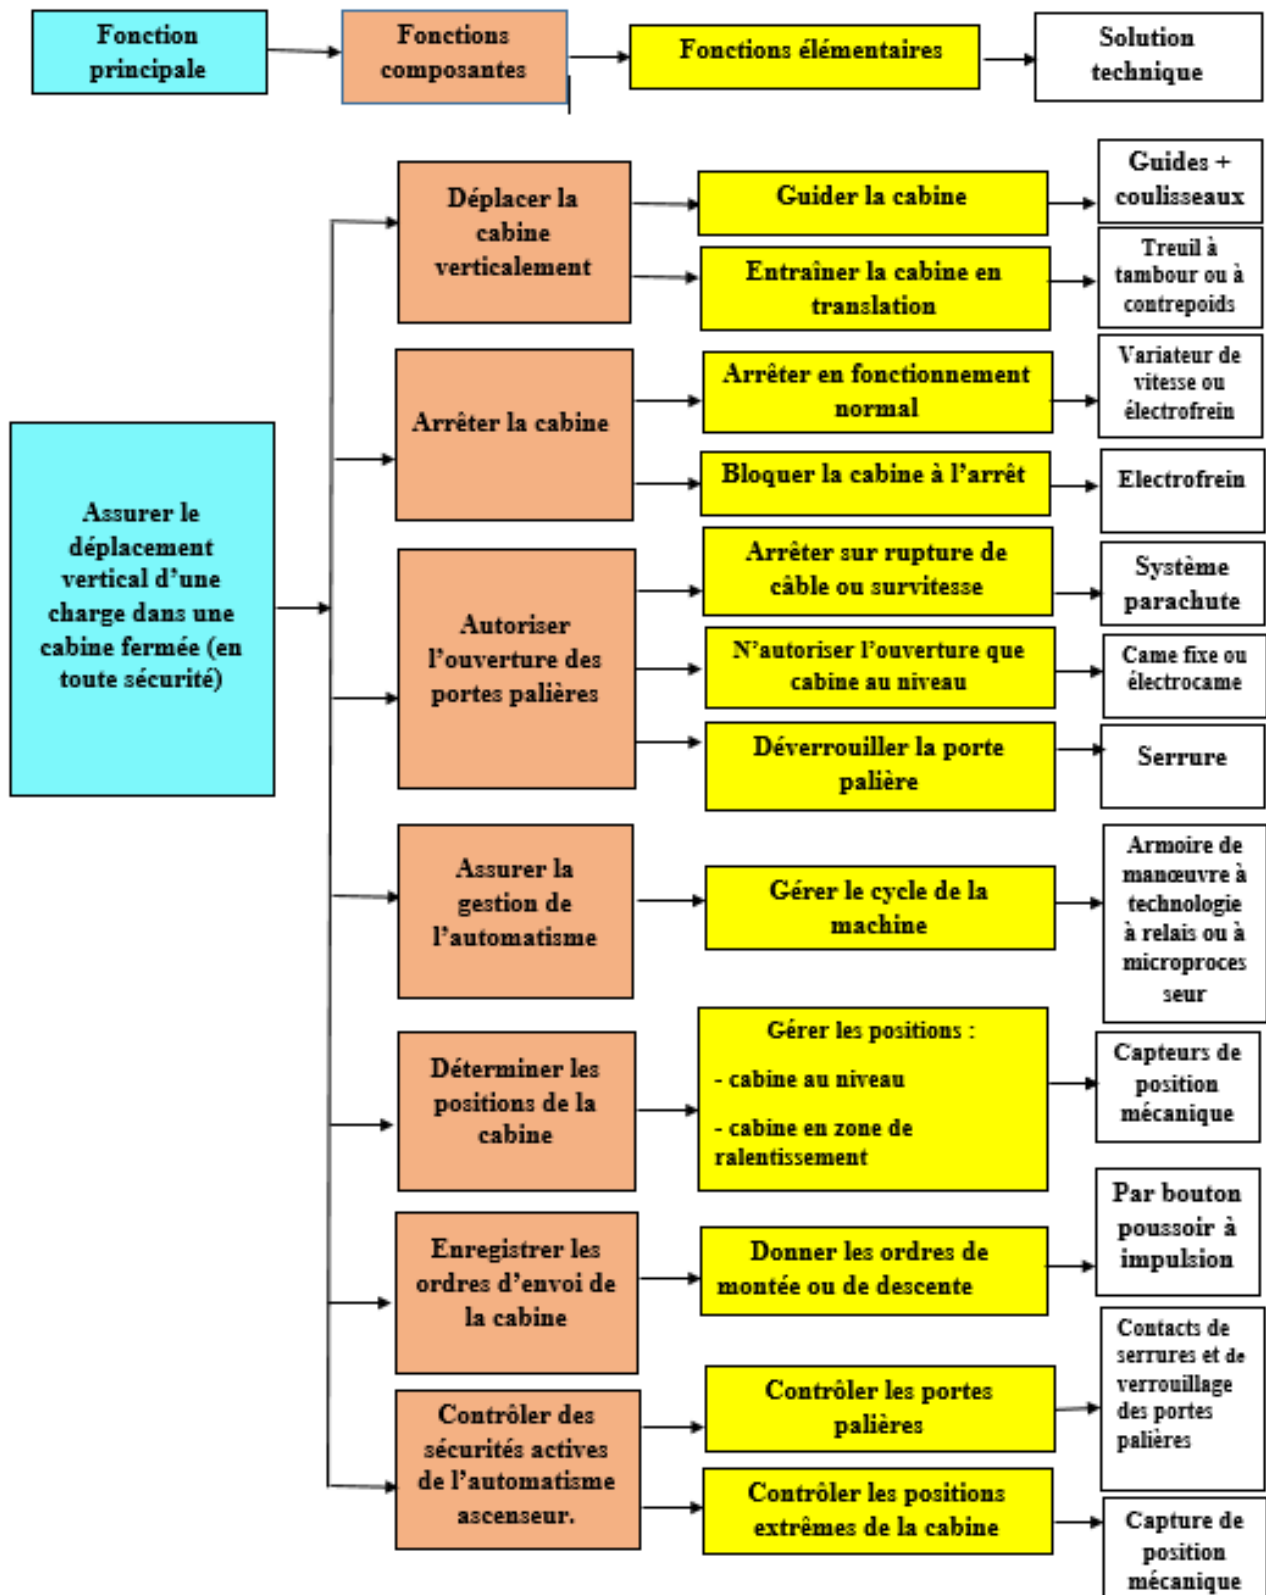 Fonction
principale
Fonctions
composantes
Fonctions élémentaires
Solution
technique
Assurer le
déplacement
vertical d’une
charge dans une
cabine fermée (en
toute sécurité)
Déplacer la
cabine
verticalement
Guider la cabine
Guides +
coulisseaux
Entraîner la cabine en
translation
Treuil à
tambour ou à
contrepoids
Arrêter la cabine
Arrêter en fonctionnement
normal
Variateur de
vitesse ou
électrofrein
Bloquer la cabine à l’arrêt
Electrofrein
Autoriser
l’ouverture des
portes palières
Arrêter sur rupture de
câble ou survitesse
Système
parachute
N’autoriser l’ouverture que
cabine au niveau
Came fixe ou
électrocame
Déverrouiller la porte
palière
Serrure
Assurer la
gestion de
l’automatisme
Gérer le cycle de la
machine
Armoire de
manœuvre à
technologie
à relais ou à
microproces
seur
Déterminer les
positions de la
cabine
Gérer les positions :
- cabine au niveau
- cabine en zone de
ralentissement
Capteurs de
position
mécanique
Enregistrer les
ordres d’envoi de
la cabine
Donner les ordres de
montée ou de descente
Par bouton
poussoir à
impulsion
Contrôler des
sécurités actives
de l’automatisme
ascenseur.
Contrôler les portes
palières
Contacts de
serrures et de
verrouillage
des portes
palières
Contrôler les positions
extrêmes de la cabine
Capture de
position
mécanique